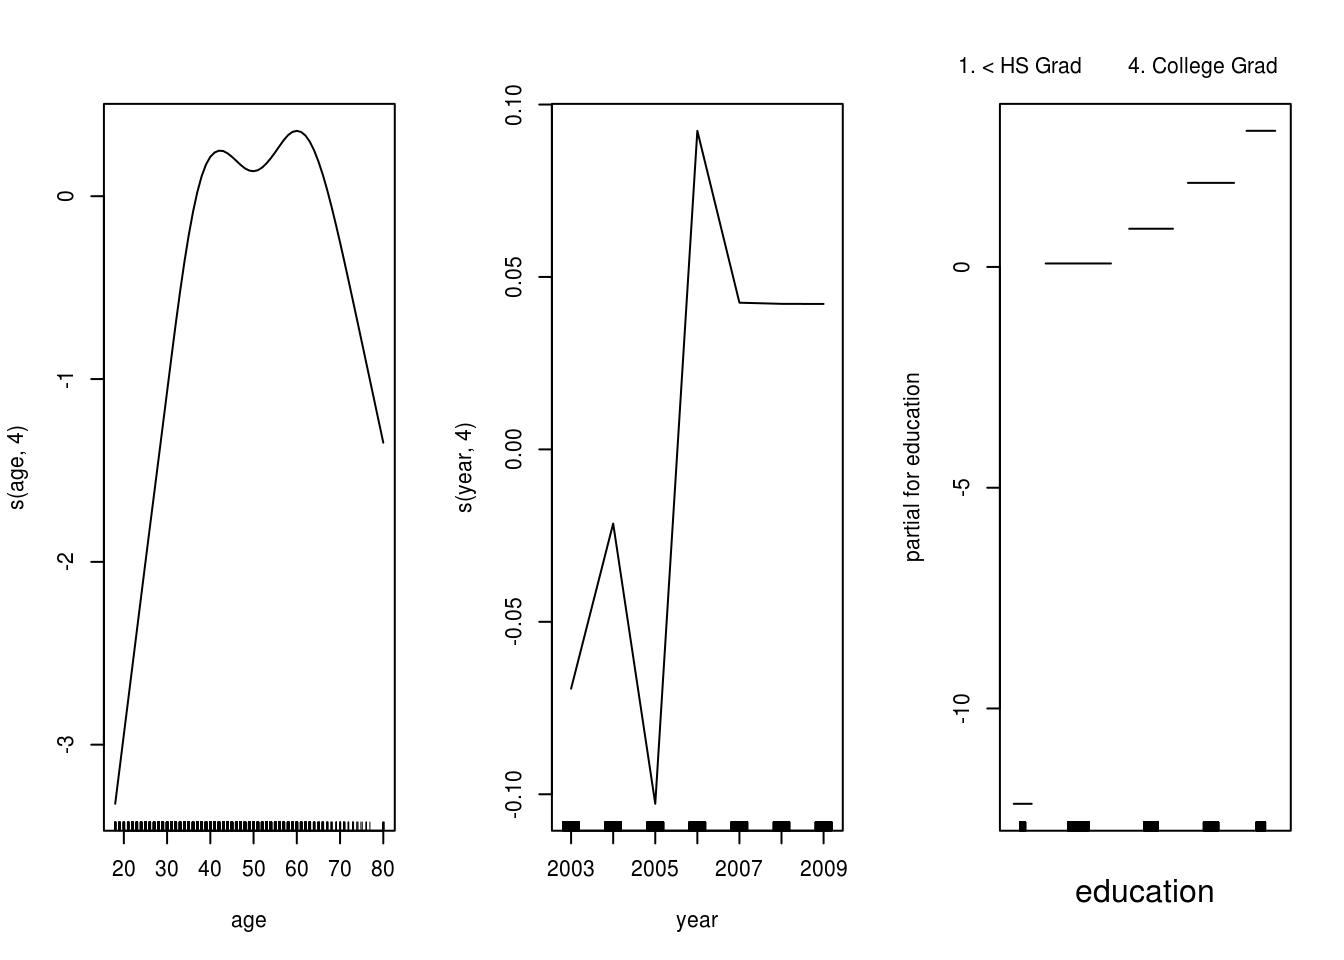 s(age, 4)
0
-1
-2
-3
20 30 40 50 60 70 80
age
s(year, 4)
0.10
0.05
0.00
-0.05
-0.10
2003 2005 2007 2009
year
1. < HS Grad 4. College Grad
partial for education
0
-5
-10
education